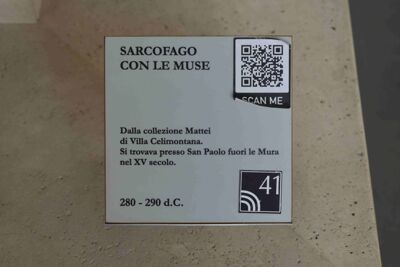 SARCOFAGO
CON LE MUSE
SCAN ME
Dalla collezione Mattei
di Villa Celimontana.
Si trovava presso San Paolo fuori le Mura
nel XV secolo.
280 - 290 d.C.
41